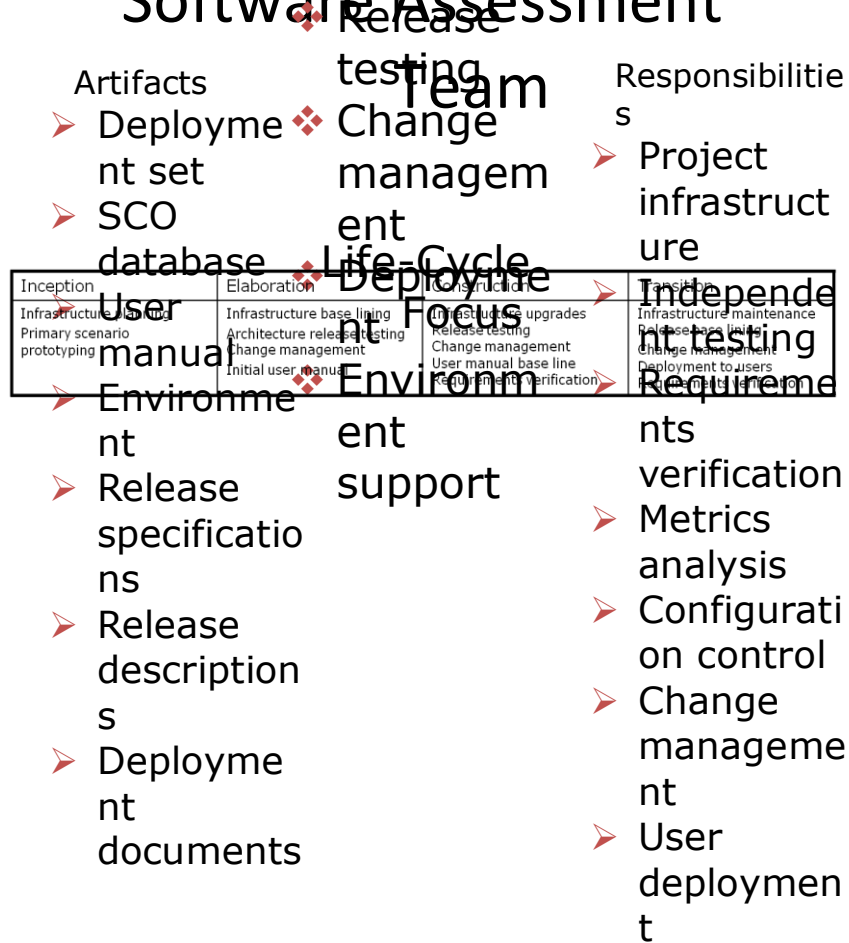 Software Assessment
Team
Artifacts
Deployme
nt set
SCO
database
User
manual
Environme
nt
Release
specificatio
ns
Release
description
s
Deployme
nt
documents
Release
testing
Change
managem
ent
Deployme
nt
Environm
ent
support
Responsibilitie
s
Project
infrastruct
ure
Independe
nt testing
Requireme
nts
verification
Metrics
analysis
Configurati
on control
Change
manageme
nt
User
deploymen
t
Life-Cycle
Focus
Inception
Infrastructure planning
Primary scenario
prototyping
Elaboration
Infrastructure base lining
Architecture release testing
Change management
Initial user manual
Construction
Infrastructure upgrades
Release testing
Change management
User manual base line
Requirements verification
Transition
Infrastructure maintenance
Release base lining
Change management
Deployment to users
Requirements verification